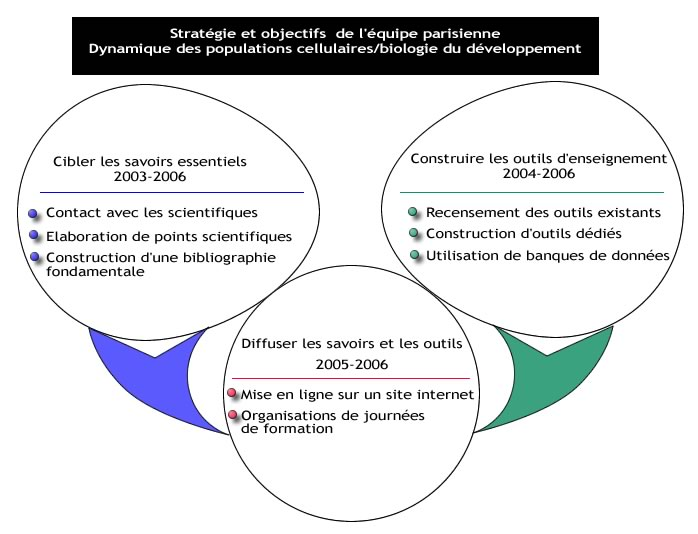 Stratégie et objectifs de l'équipe parisienne
Dynamique des populations cellulaires/biologie du développement
Cibler les savoirs essentiels
2003-2006
Contact avec les scientifiques
Elaboration de points scientifiques
Construction d'une bibliographie
fondamentale
Construire les outils d'enseignement
2004-2006
Recensement des outils existants
Construction d'outils dédiés
Utilisation de banques de données
Diffuser les savoirs et les outils
2005-2006
Mise en ligne sur un site internet
Organisations de journées
de formation